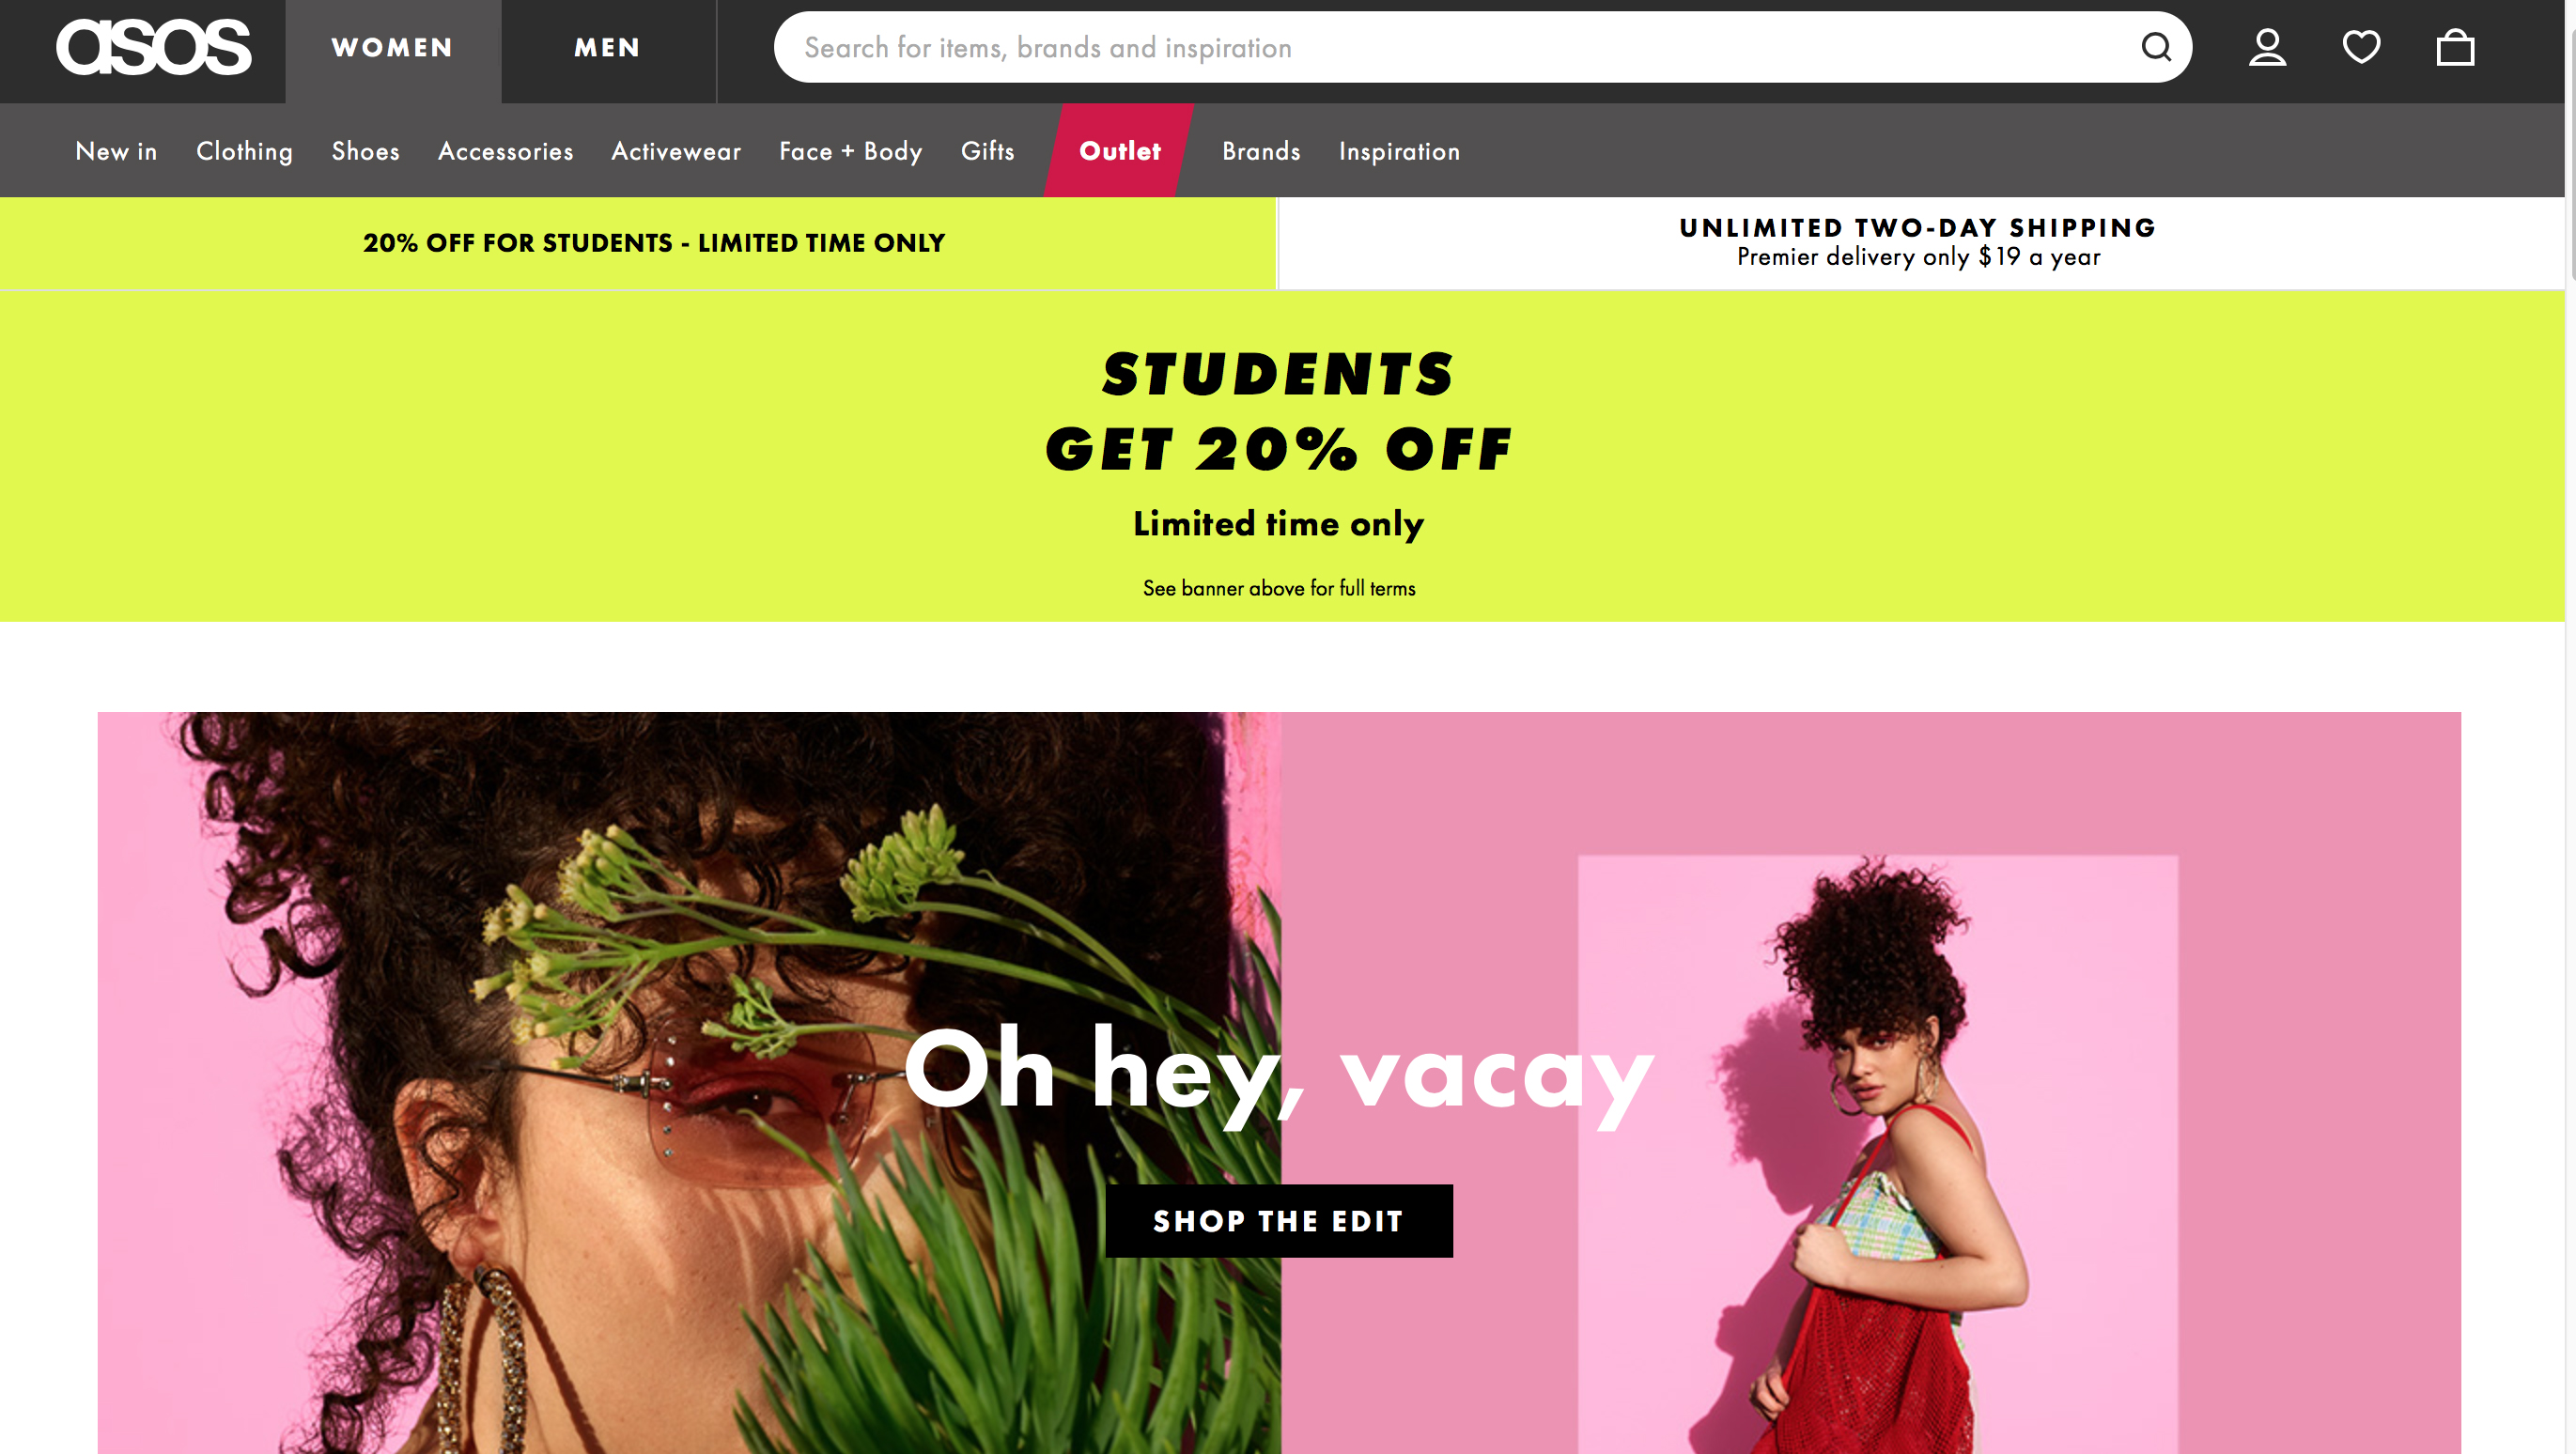 asos
WOMEN
MEN
Search for items, brands and inspiration
New in
Clothing
Shoes
Accessories
Activewear
Face + Body
Gifts
Outlet
Brands
Inspiration
20% OFF FOR STUDENTS - LIMITED TIME ONLY
UNLIMITED TWO-DAY SHIPPING
Premier delivery only $19 a year
STUDENTS
GET 20% OFF
Limited time only
See banner above for full terms
Oh hey, vacay
SHOP THE EDIT